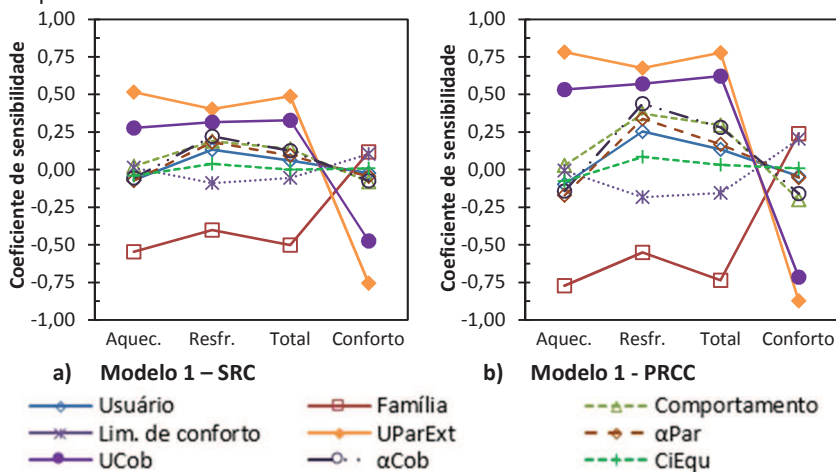 Coeficiente de sensibilidade
1,00
0,75
0,50
0,25
0,00
-0,25
-0,50
-0,75
-1,00
Aquec. Resfr. Total Conforto
a) Modelo 1 – SRC
Coeficiente de sensibilidade
1,00
0,75
0,50
0,25
0,00
-0,25
-0,50
-0,75
-1,00
Aquec. Resfr. Total Conforto
b) Modelo 1 - PRCC
Usuário Família Comportamento
Lim. de conforto UParExt αPar
UCob αCob CiEqu